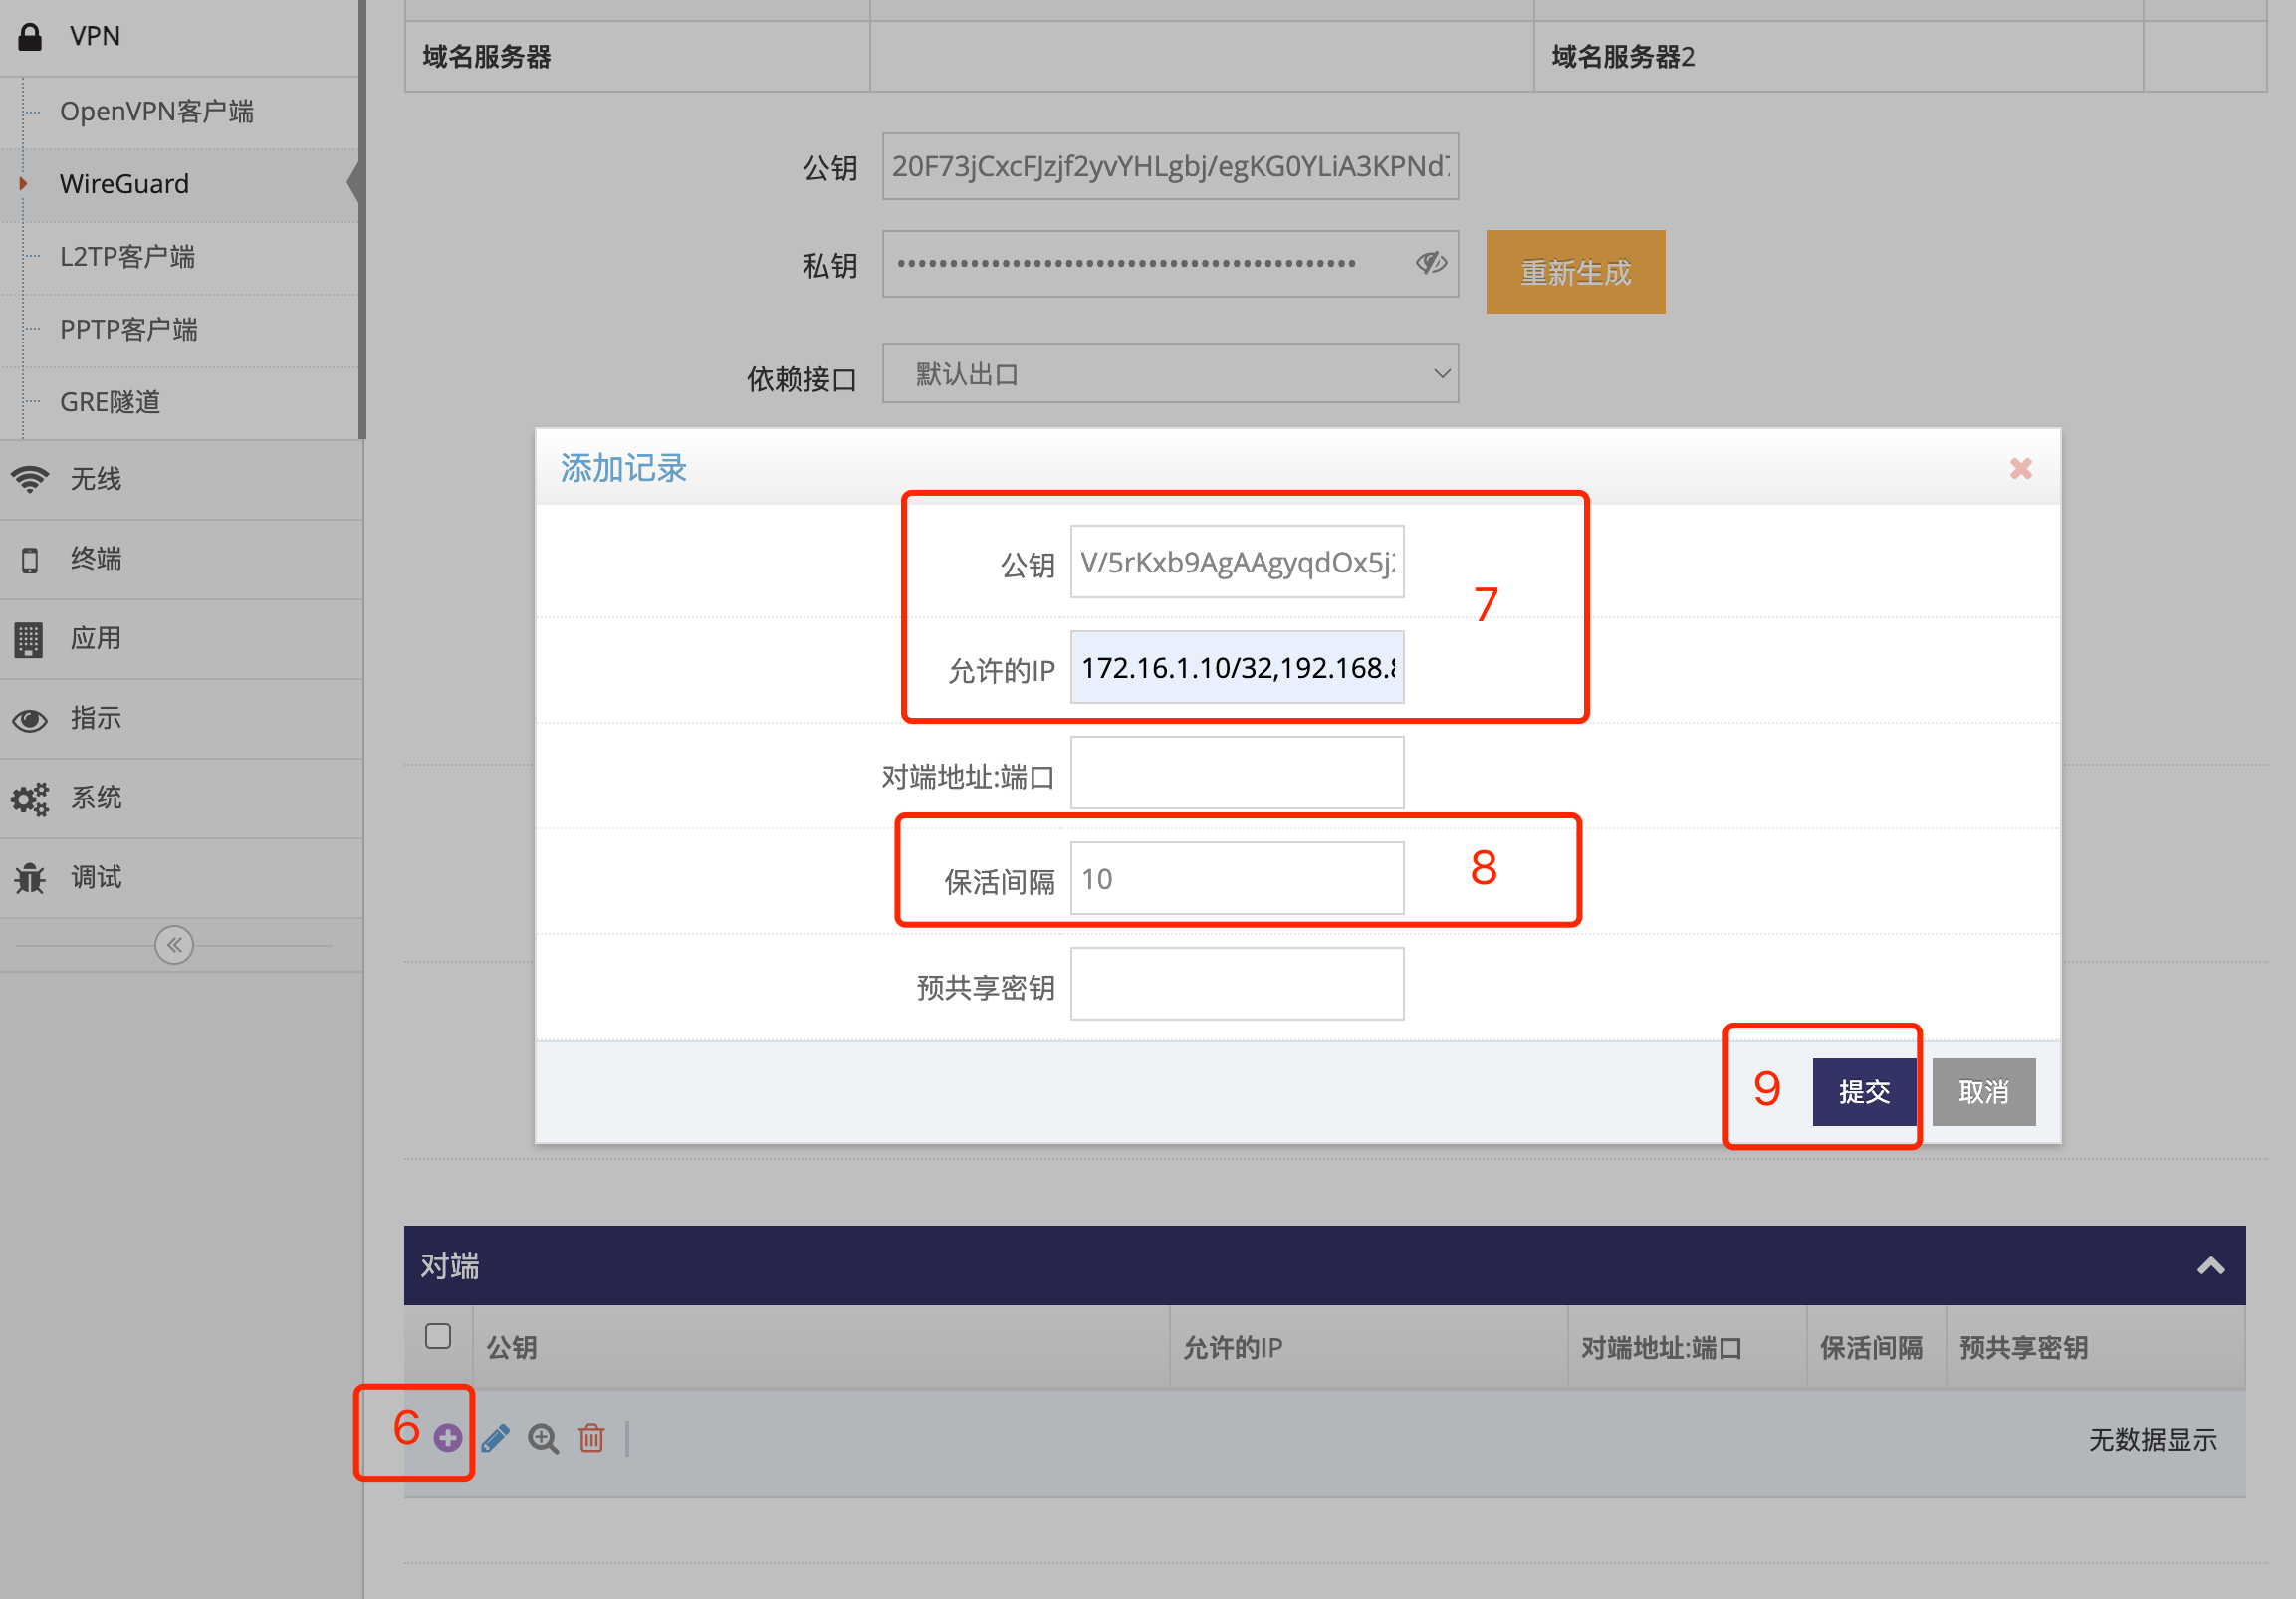 VPN
OpenVPN客户端
WireGuard
L2TP客户端
PPTP客户端
GRE隧道
无线
终端
应用
指示
系统
调试
域名服务器
域名服务器2
公钥 20F73jCxcFJzjf2yvYHLgbj/egKG0YLiA3KPNd
私钥 ••••••••••••••••••••••••••••••••••••••••••••
重新生成
依赖接口 默认出口
添加记录
公钥 V/5rKxb9AgAAgyqdOx5j
7
允许的IP 172.16.1.10/32,192.168.
对端地址:端口
保活间隔 10
8
预共享密钥
9 提交 取消
对端
公钥 允许的IP 对端地址:端口 保活间隔 预共享密钥
6
无数据显示